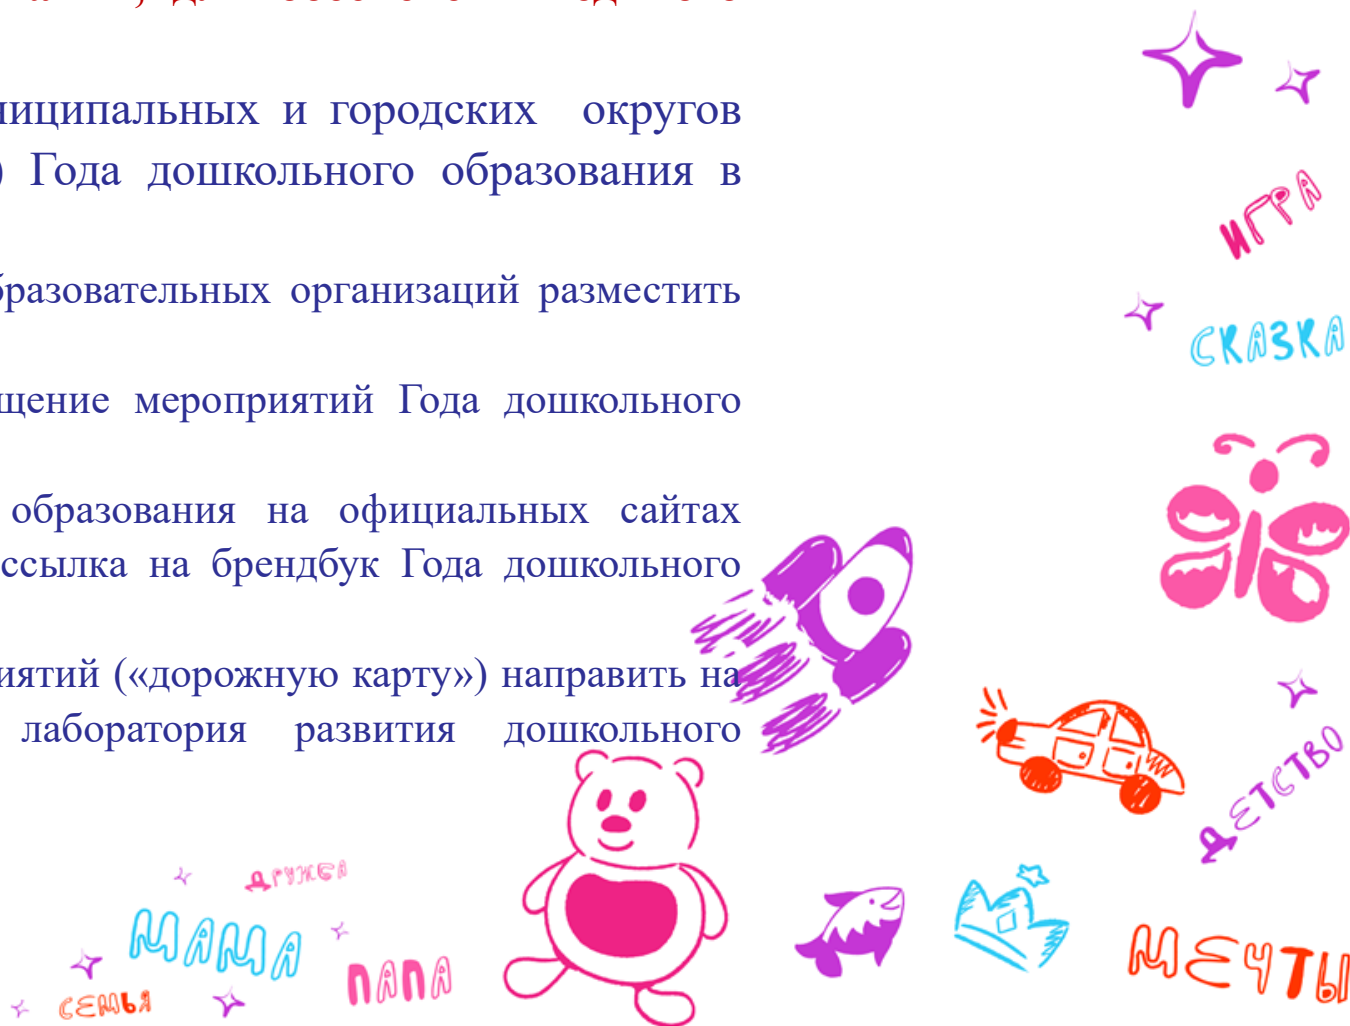 ниципальных и городских округов
) Года дошкольного образования в
бразовательных организаций разместить
щение мероприятий Года дошкольного
образования на официальных сайтах
ссылка на брендбук Года дошкольного
иятий («дорожную карту») направить на
лаборатория развития дошкольного
ИГРА
СКАЗКА
ДЕТСТВО
ДРУЖБА
МАМА
ПАПА
СЕМЬЯ
МЕЧТЫ